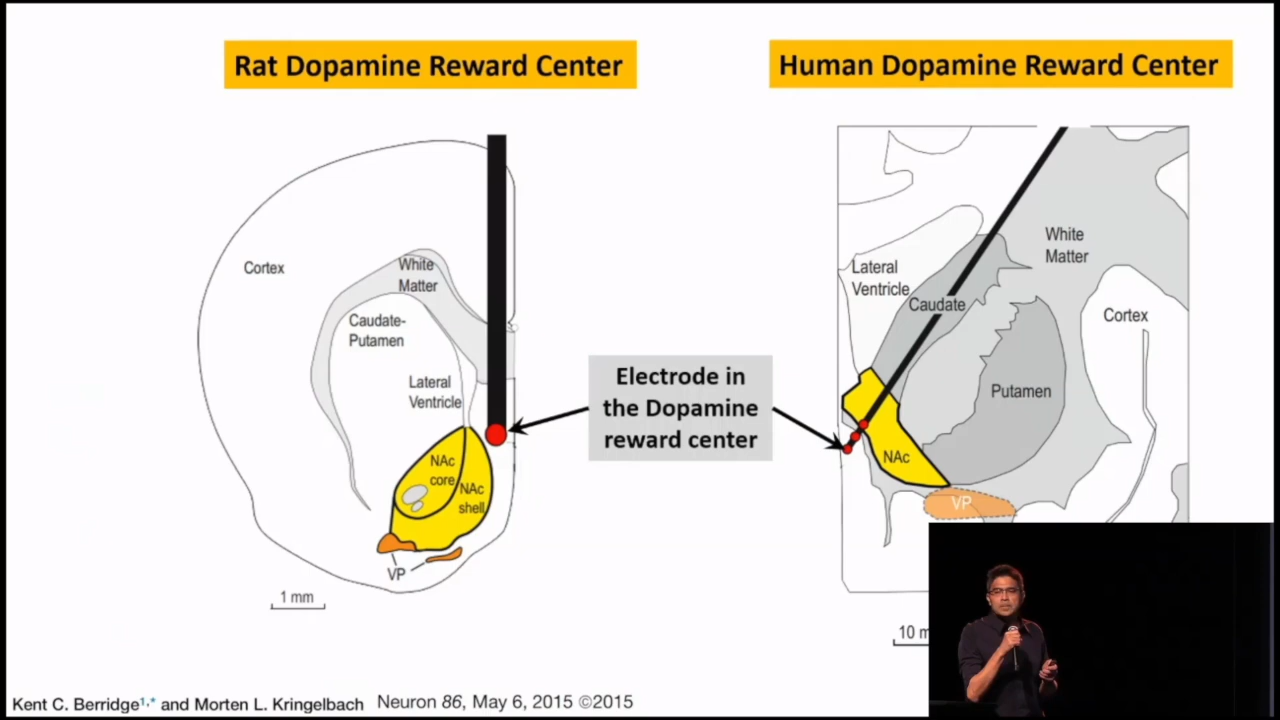 Rat Dopamine Reward Center
Human Dopamine Reward Center
Cortex
White
Matter
Caudate-
Putamen
Lateral
Ventricle
NAc
core
NAc
shell
VP
1 mm
Electrode in
the Dopamine
reward center
White
Matter
Lateral
Ventricle
Caudate
Cortex
Putamen
NAc
VP
10 m
Kent C. Berridge1,* and Morten L. Kringelbach Neuron 86, May 6, 2015 ©2015